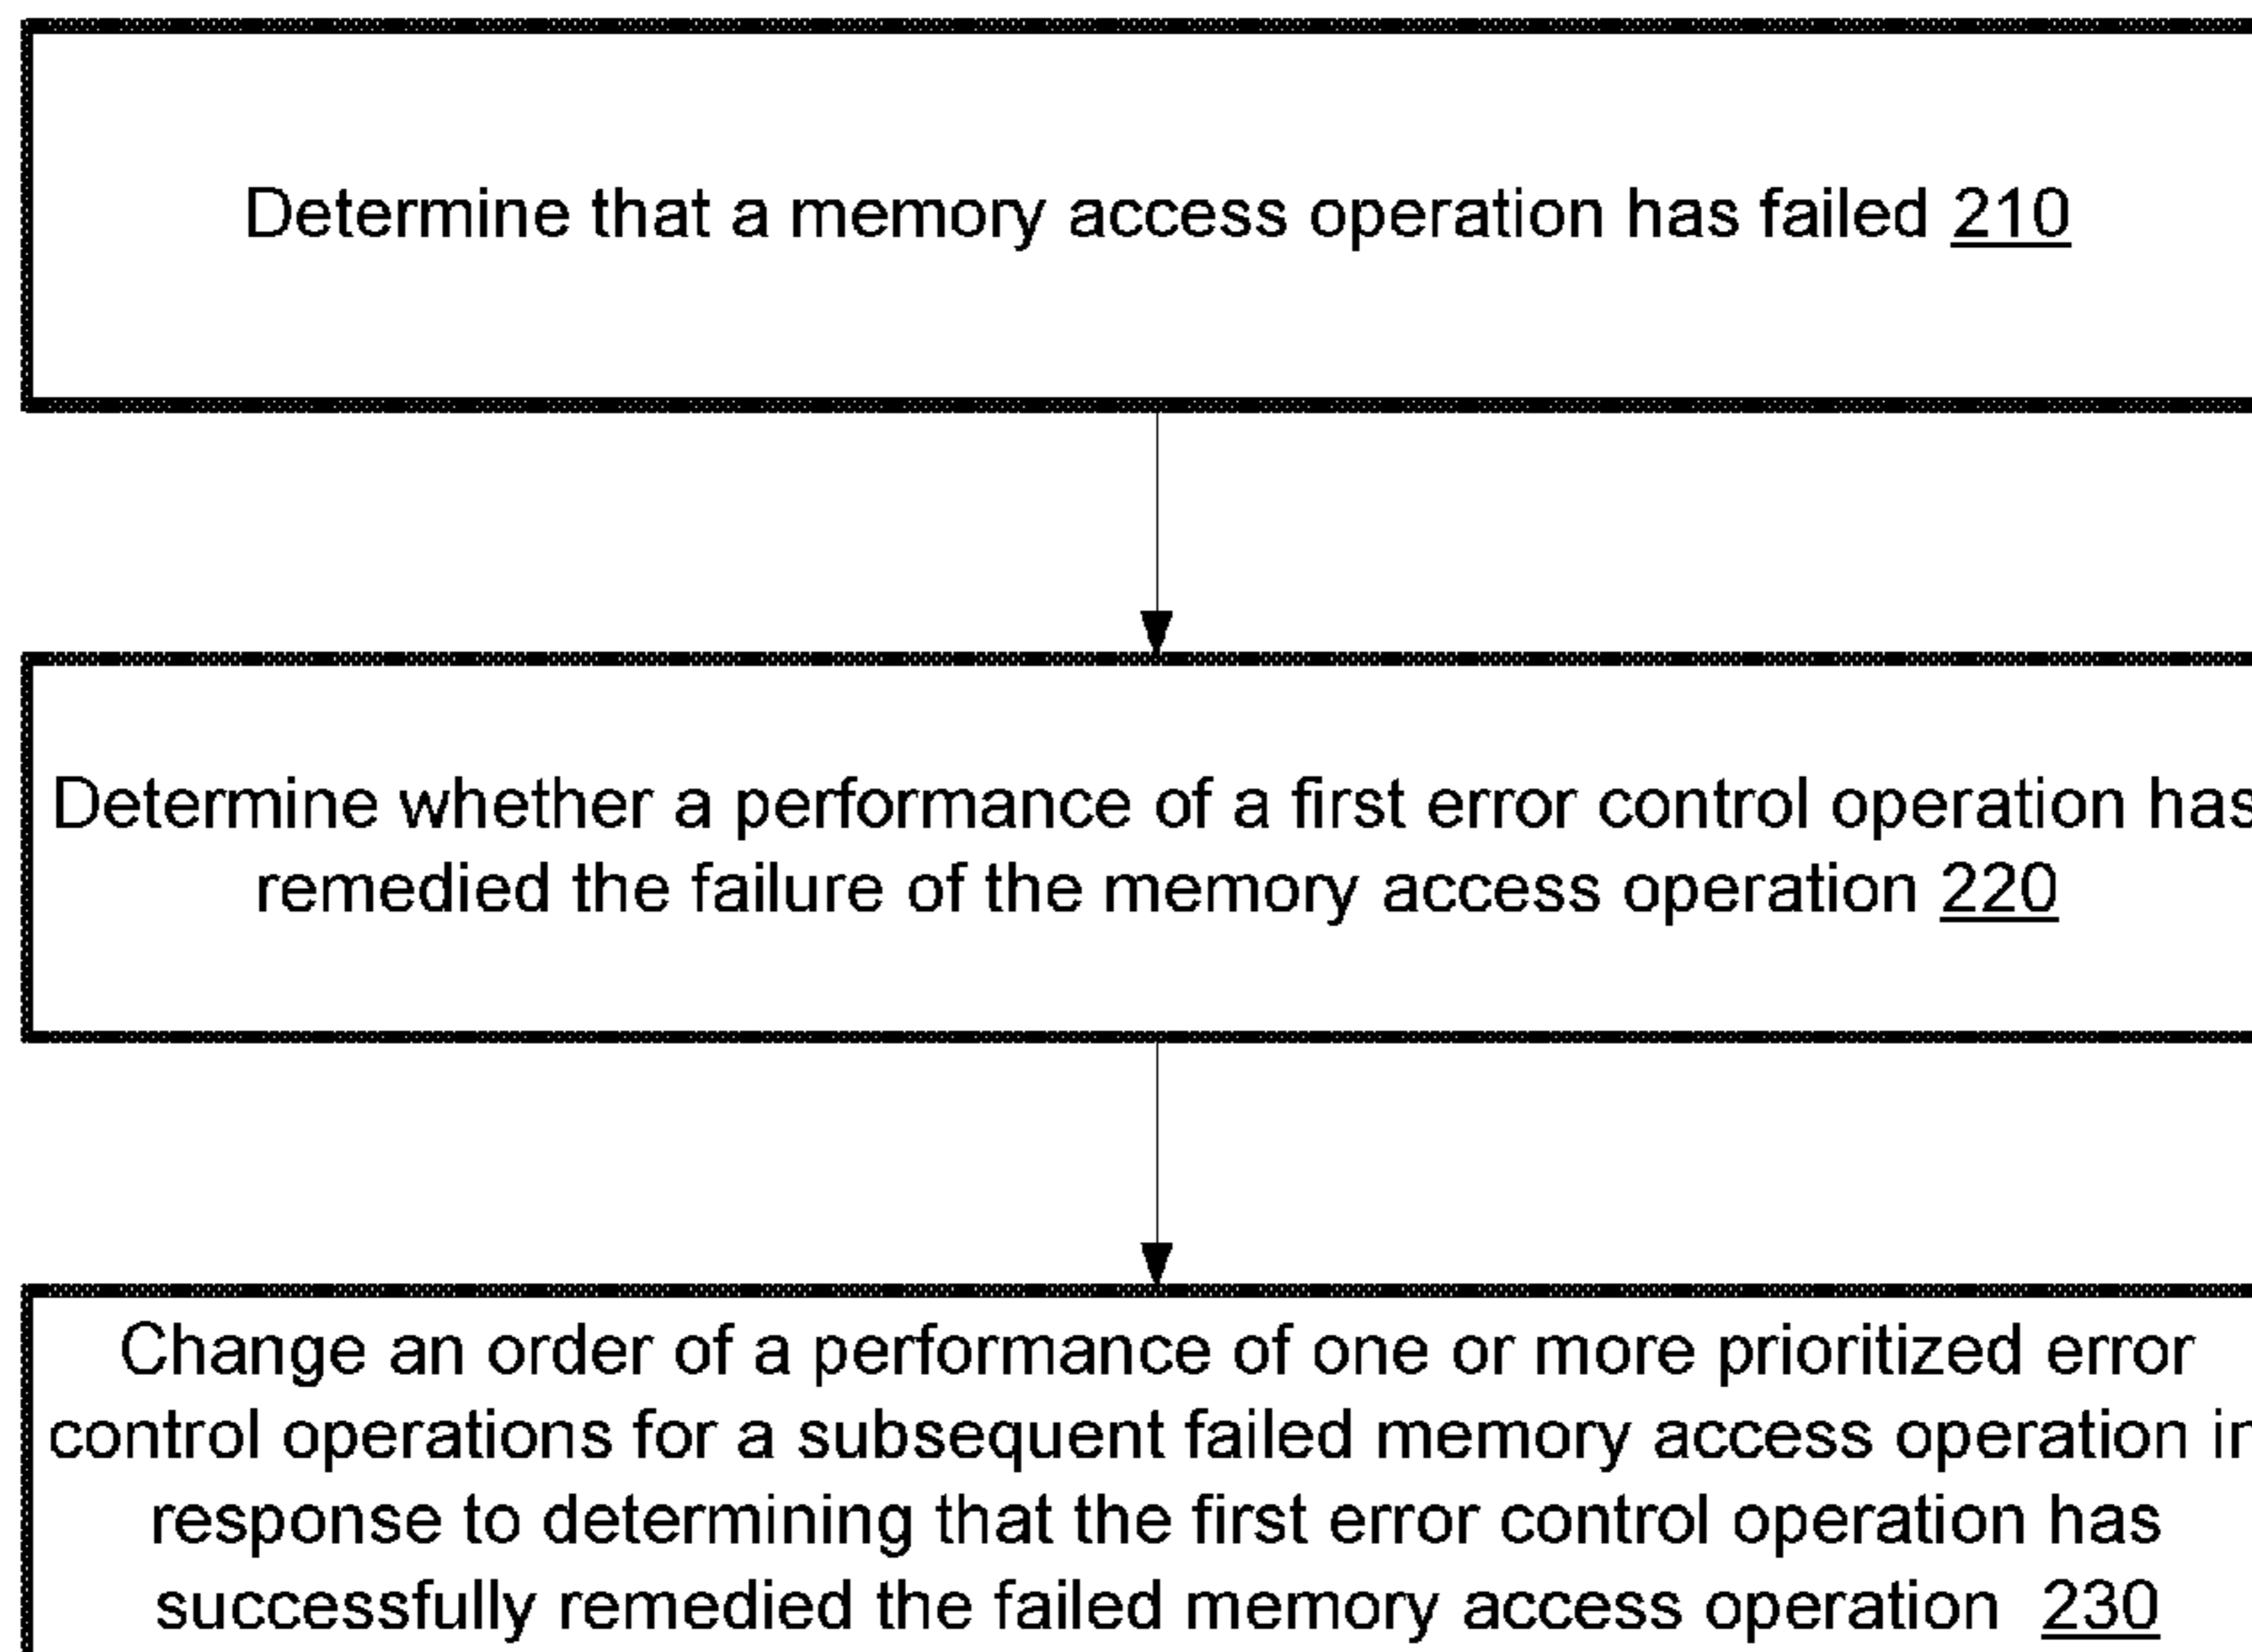 Determine that a memory access operation has failed 210
Determine whether a performance of a first error control operation has
remedied the failure of the memory access operation 220
Change an order of a performance of one or more prioritized error
control operations for a subsequent failed memory access operation in
response to determining that the first error control operation has
successfully remedied the failed memory access operation 230